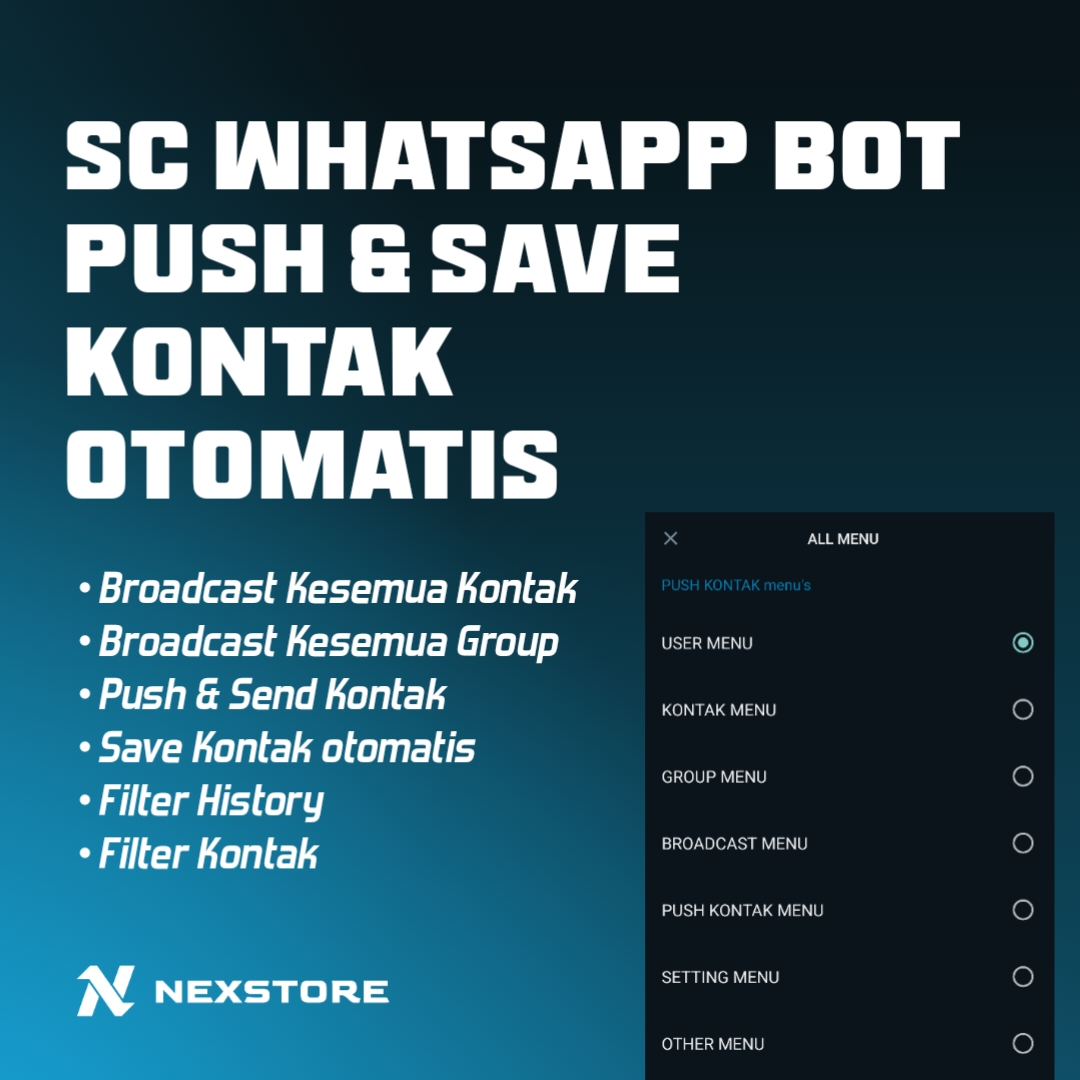 SC WHATSAPP BOT
PUSH & SAVE
KONTAK
OTOMATIS
• Broadcast Kesemua Kontak
• Broadcast Kesemua Group
• Push & Send Kontak
• Save Kontak otomatis
• Filter History
• Filter Kontak
NEXSTORE
ALL MENU
PUSH KONTAK menu's
USER MENU
KONTAK MENU
GROUP MENU
BROADCAST MENU
PUSH KONTAK MENU
SETTING MENU
OTHER MENU